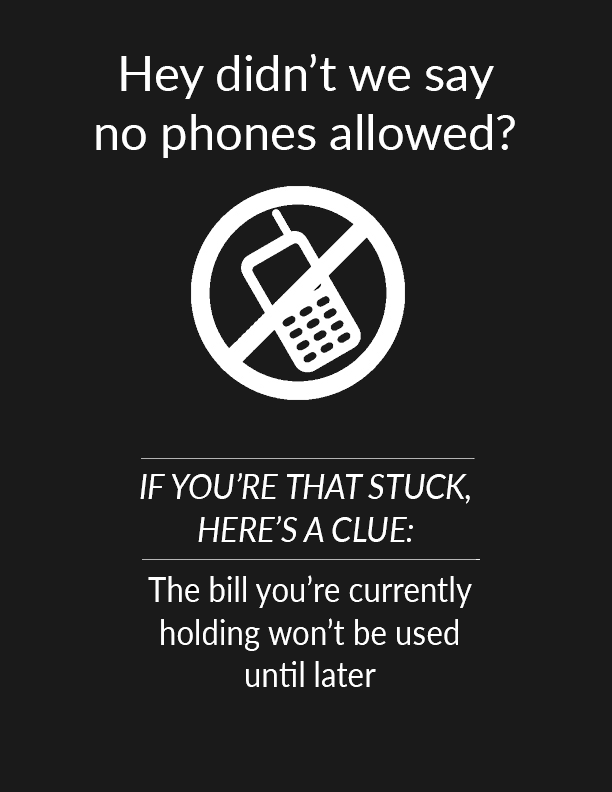 Hey didn’t we say
no phones allowed?
IF YOU’RE THAT STUCK,
HERE’S A CLUE:
The bill you’re currently
holding won’t be used
until later